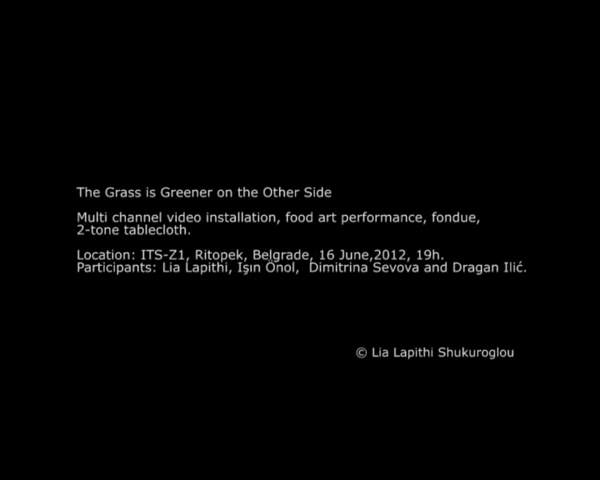 The Grass is Greener on the Other Side
Multi channel video installation, food art performance, fondue,
2-tone tablecloth.
Location: ITS-Z1, Ritopek, Belgrade, 16 June,2012, 19h.
Participants: Lia Lapithi, Işın Önol,  Dimitrina Sevova and Dragan Ilić.
© Lia Lapithi Shukuroglou